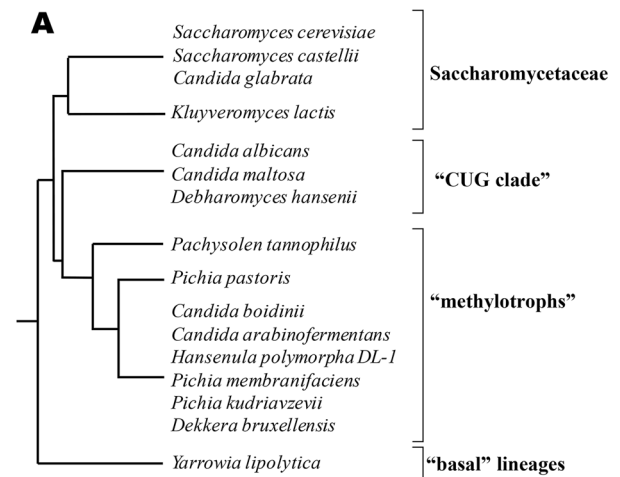 A
Saccharomyces cerevisiae
Saccharomyces castellii
Candida glabrata
Kluyveromyces lactis
Saccharomycetaceae
Candida albicans
Candida maltosa
Debharomyces hansenii
“CUG clade”
Pachysolen tannophilus
Pichia pastoris
Candida boidinii
Candida arabinofermentans
Hansenula polymorpha DL-1
Pichia membranifaciens
Pichia kudriavzevii
Dekkera bruxellensis
“methylotrophs”
Yarrowia lipolytica
“basal” lineages